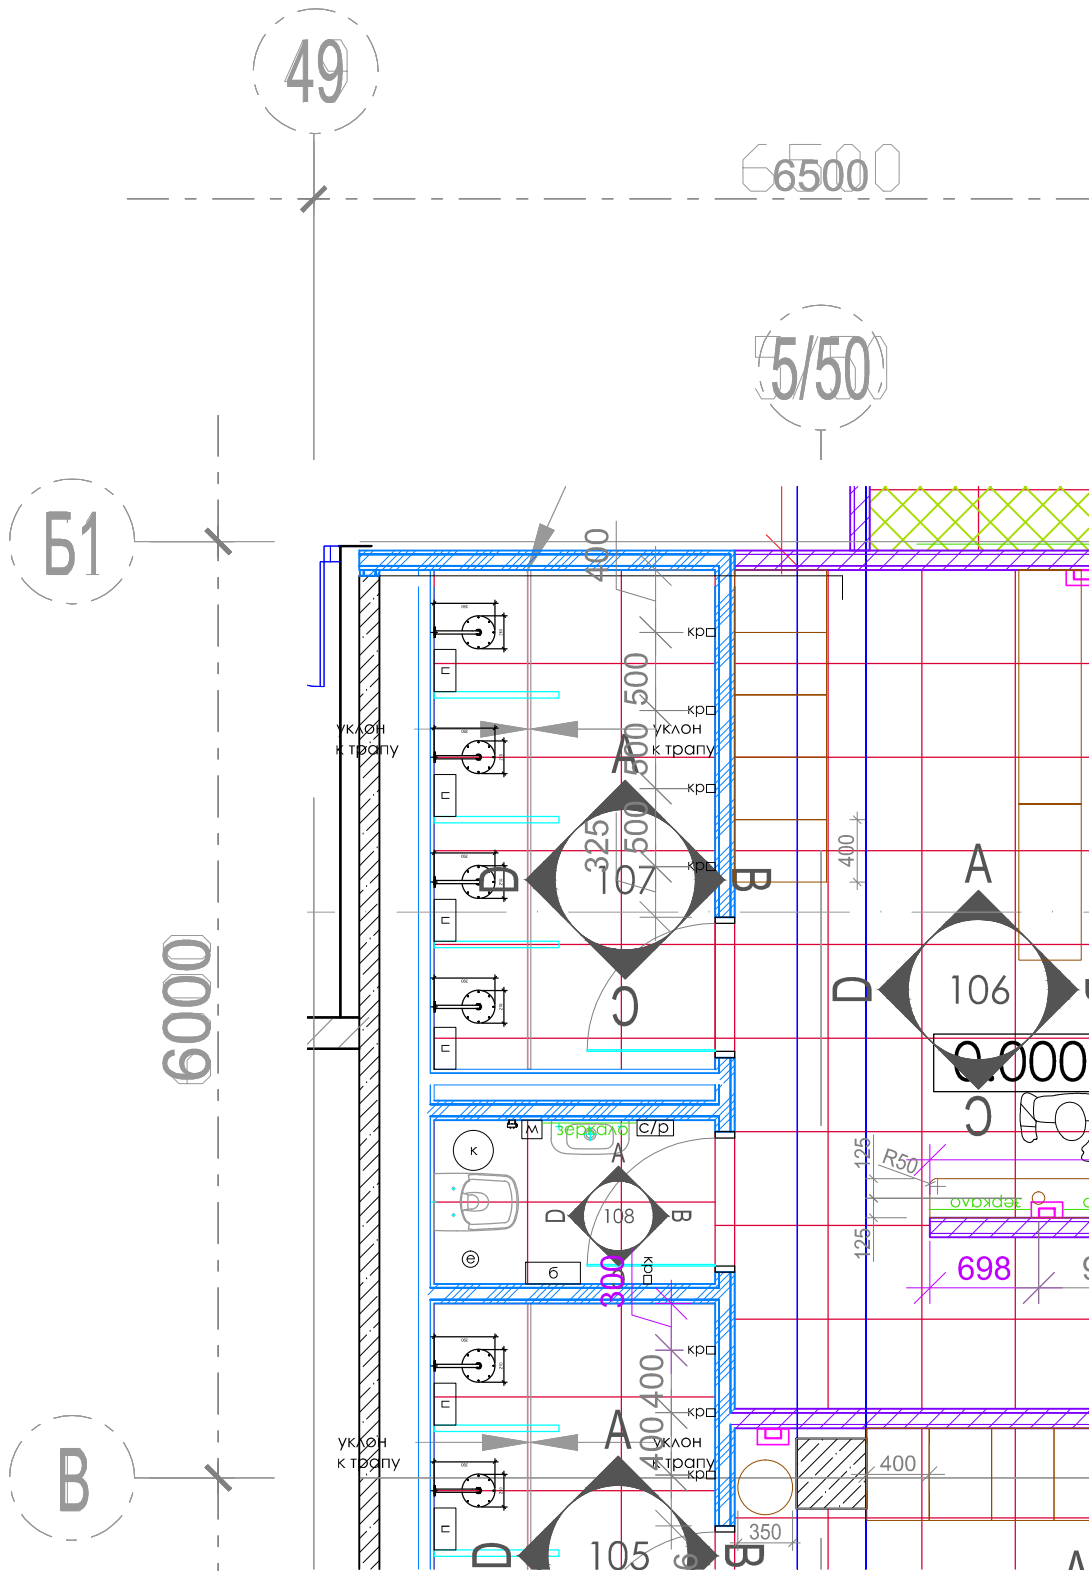 49
6500
5/50
Б1
400
кр
п
500
кр
уклон
к трапу
уклон
к трапу
500
A
кр
п
500
325
400
кр
107
D
B
A
п
C
106
D
6000
0.000
п
C
м
зеркало
с/р
к
A
125
R50
D
108
B
зеркало
е
кр
125
б
300
698
кр
400
п
кр
400
A
уклон
к трапу
уклон
к трапу
кр
400
В
п
350
D
105
B
6
A